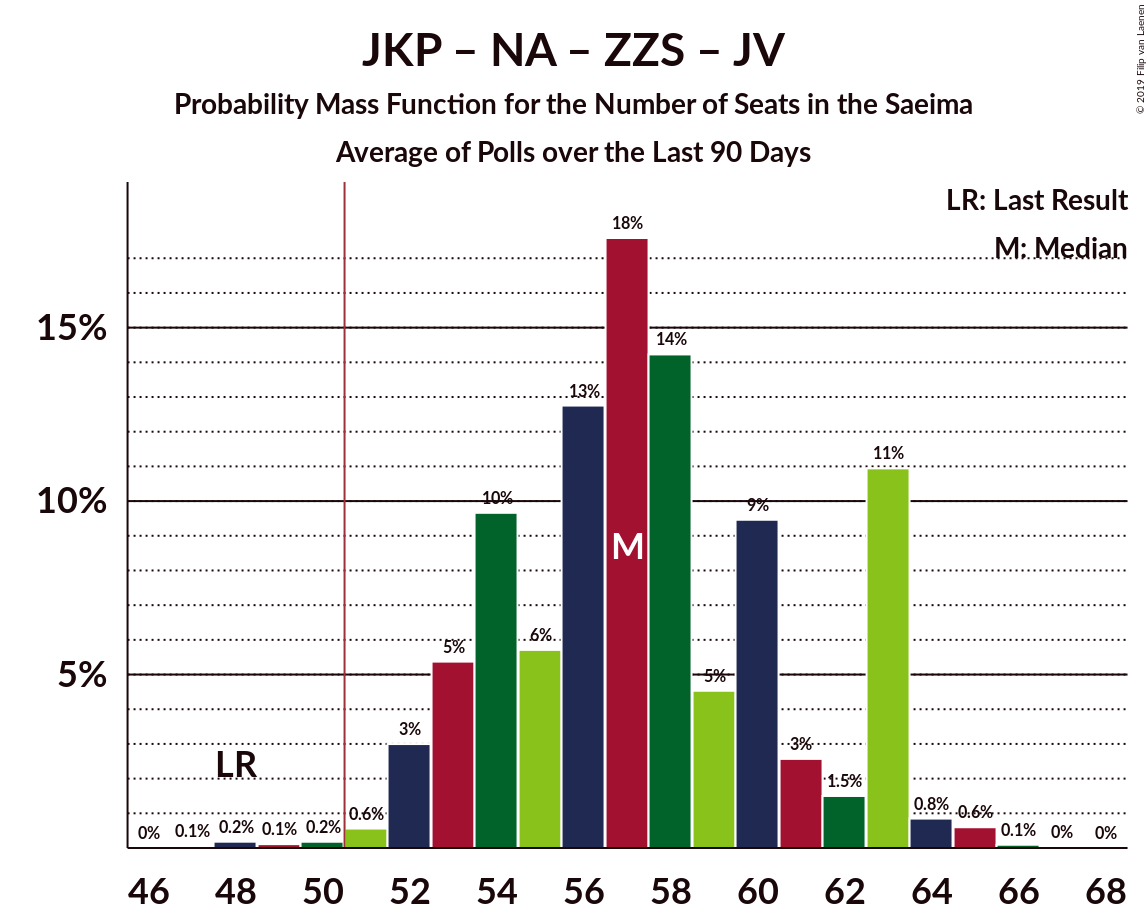 JKP – NA – ZZS – JV
Probability Mass Function for the Number of Seats in the Saeima
Average of Polls over the Last 90 Days
© 2019 Filip van Laenen
LR: Last Result
M: Median
15%
10%
5%
0%
0.1%
0.2%
0.1%
0.2%
0.6%
3%
5%
10%
6%
13%
18%
14%
5%
9%
3%
1.5%
11%
0.8%
0.6%
0.1%
0%
0%
LR
M
46 48 50 52 54 56 58 60 62 64 66 68